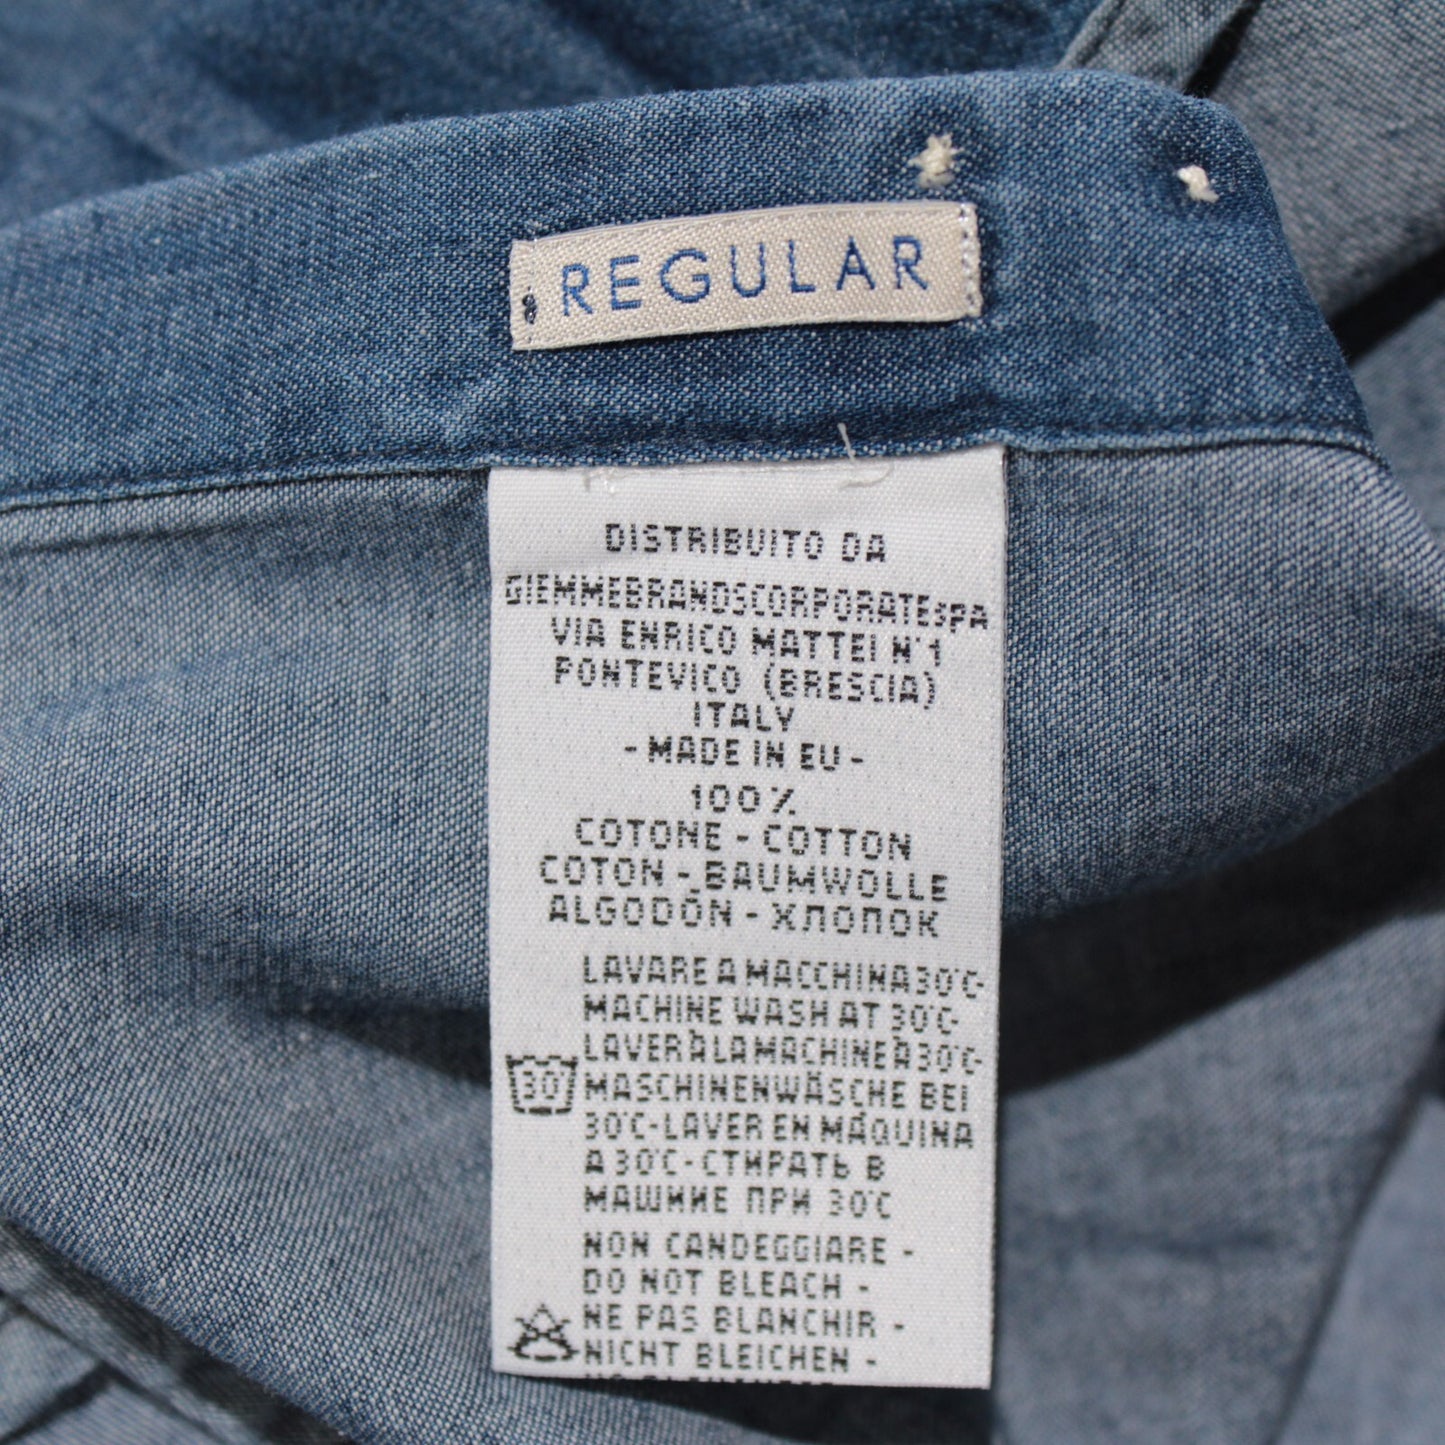 REGULAR
DISTRIBUITO DA
GIEMMEBRANDSCORPORATESPA
VIA ENRICO MATTEI N°1
PONTEVICO (BRESCIA)
ITALY
- MADE IN EU -
100%
COTONE - COTTON
COTON - BAUMWOLLE
ALGODÓN - ХЛОПОК
LAVARE A MACCHINA 30°C-
MACHINE WASH AT 30°C-
LAVER À LA MACHINE À 30°C-
30
MASCHINENWÄSCHE BEI
30°C-LAVER EN MÁQUINA
A 30°C-СТИРАТЬ В
МАШИНЕ ПРИ 30°C
NON CANDEGGIARE -
DO NOT BLEACH -
NE PAS BLANCHIR -
NICHT BLEICHEN -